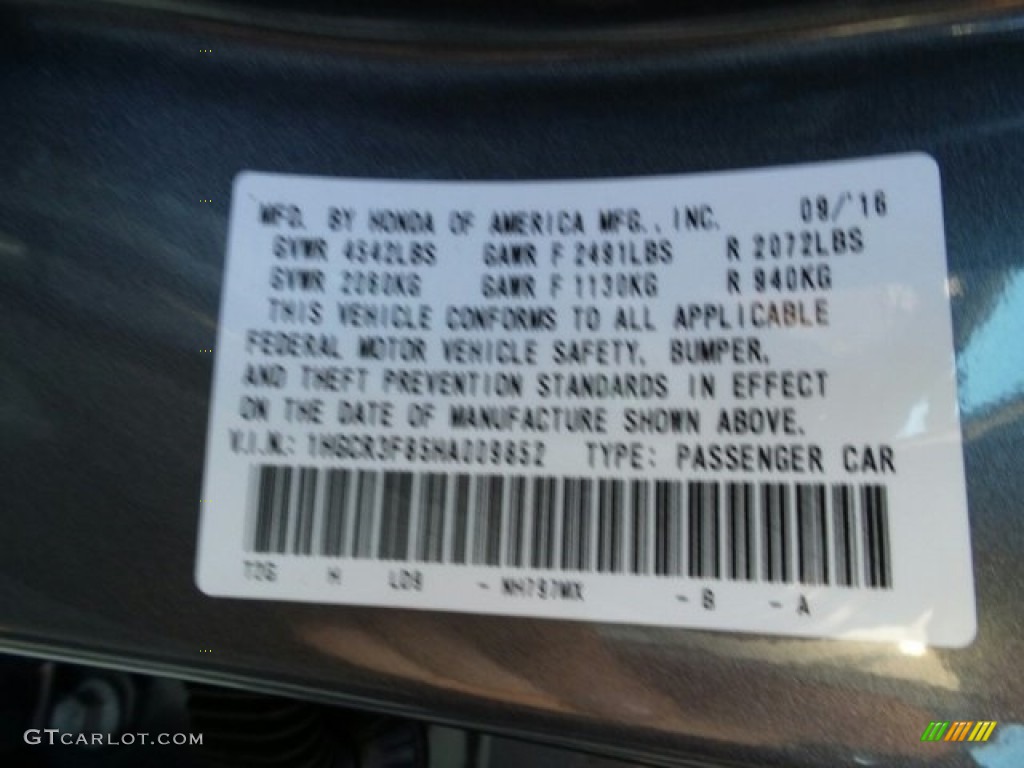 MFD. BY HONDA OF AMERICA MFG., INC. 09/'16
GVWR 4542LBS GAWR F 2491LBS R 2072LBS
GVWR 2060KG GAWR F 1130KG R 940KG
THIS VEHICLE CONFORMS TO ALL APPLICABLE
FEDERAL MOTOR VEHICLE SAFETY, BUMPER,
AND THEFT PREVENTION STANDARDS IN EFFECT
ON THE DATE OF MANUFACTURE SHOWN ABOVE.
V.I.N.: 1HGCR3F85HA009852 TYPE: PASSENGER CAR
T2G H LD9 - NH797MX - B - A
GTCARLOT.COM